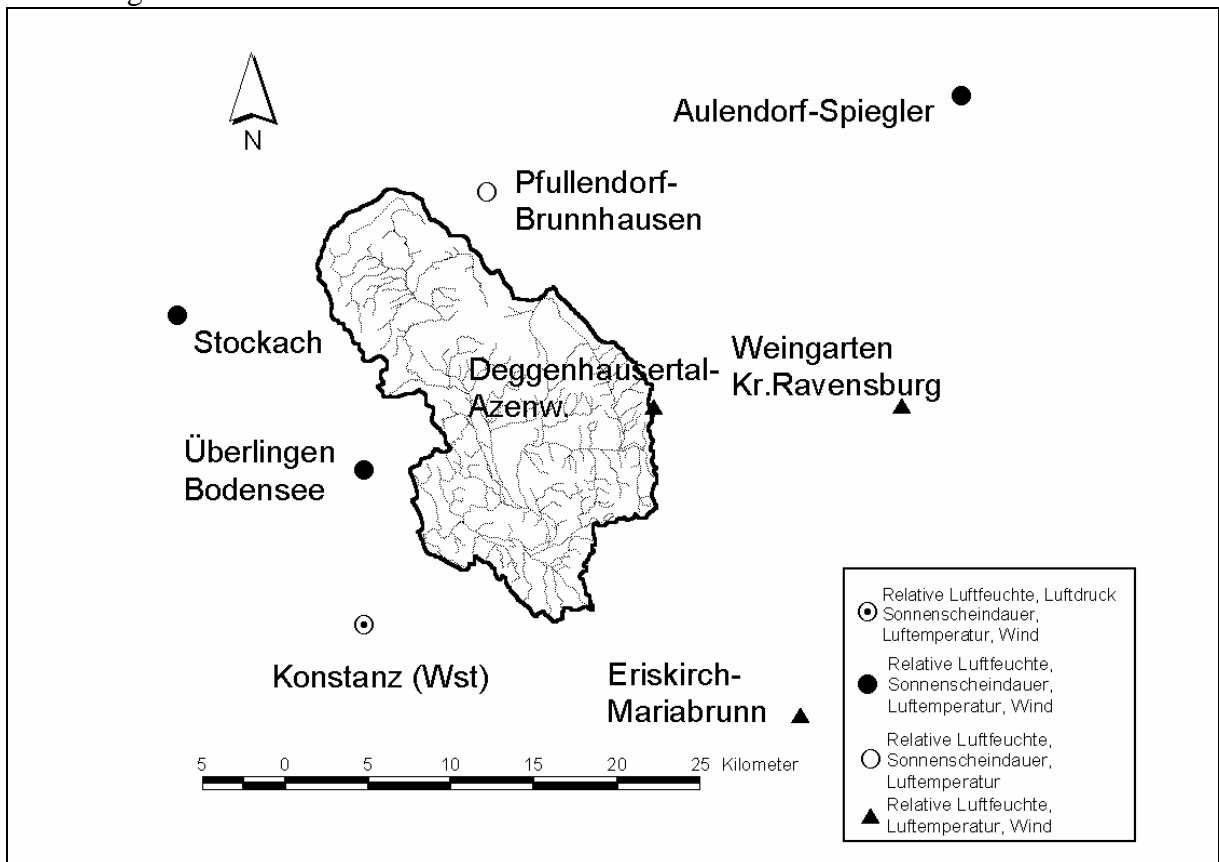 N
Aulendorf-Spiegler
Pfullendorf-
Brunnhausen
Stockach
Deggenhausertal-
Azenw.
Weingarten
Kr.Ravensburg
Überlingen
Bodensee
Konstanz (Wst)
Eriskirch-
Mariabrunn
5 0 5 10 15 20 25 Kilometer
Relative Luftfeuchte, Luftdruck
Sonnenscheindauer,
Luftemperatur, Wind
Relative Luftfeuchte,
Sonnenscheindauer,
Luftemperatur, Wind
Relative Luftfeuchte,
Sonnenscheindauer,
Luftemperatur
Relative Luftfeuchte,
Luftemperatur, Wind